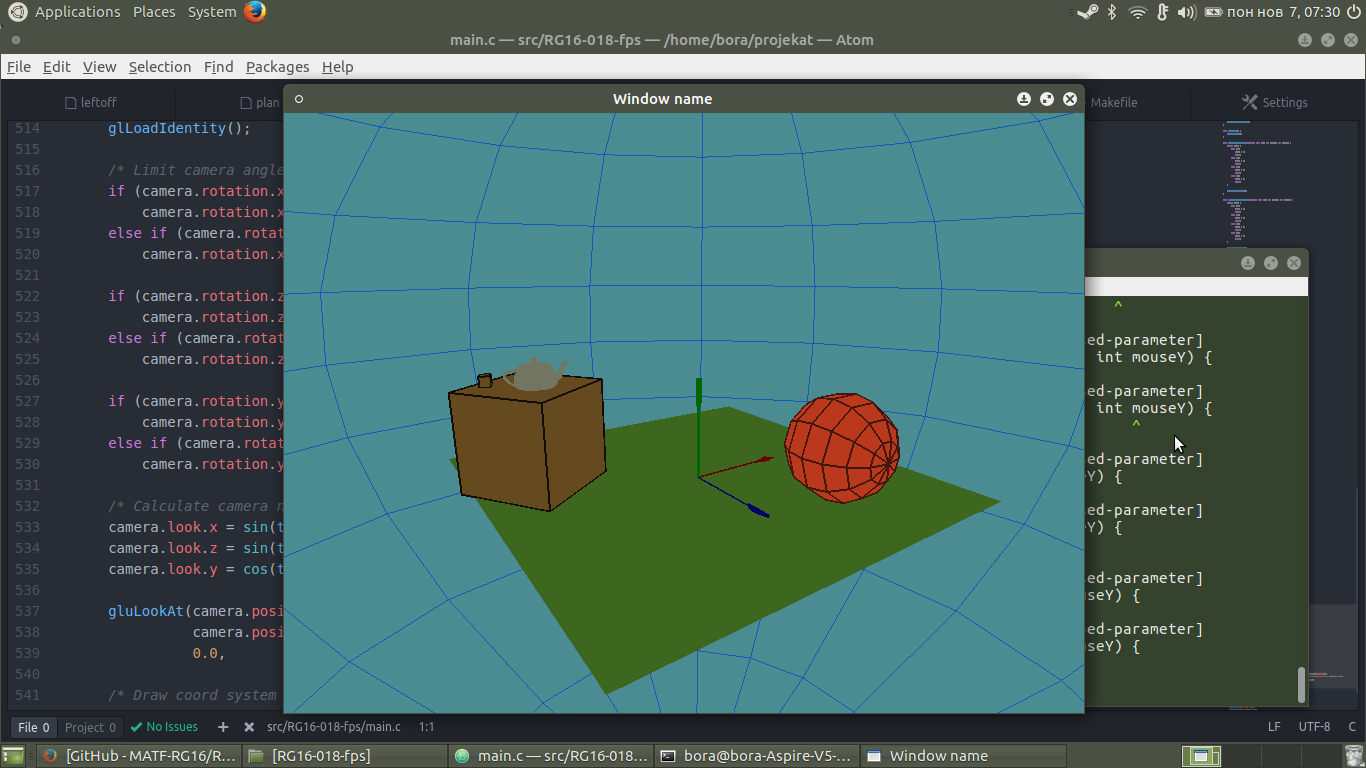 Applications Places System пон нов 7, 07:30
main.c — src/RG16-018-fps — /home/bora/projekat — Atom
File Edit View Selection Find Packages Help
leftoff plan Makefile Settings
Window name
514 glLoadIdentity();
515
516 /* Limit camera angle
517 if (camera.rotation.x
518 camera.rotation.x
519 else if (camera.rotat
520 camera.rotation.x
521
522 if (camera.rotation.z
523 camera.rotation.z
524 else if (camera.rotat
525 camera.rotation.z
526
527 if (camera.rotation.y
528 camera.rotation.y
529 else if (camera.rotat
530 camera.rotation.y
531
532 /* Calculate camera n
533 camera.look.x = sin(t
534 camera.look.z = sin(t
535 camera.look.y = cos(t
536
537 gluLookAt(camera.posi
538 camera.posi
539 0.0,
540
541 /* Draw coord system
^
ed-parameter]
int mouseY) {
ed-parameter]
int mouseY) {
^
ed-parameter]
Y) {
ed-parameter]
Y) {
ed-parameter]
useY) {
ed-parameter]
useY) {
File 0 Project 0 No Issues + src/RG16-018-fps/main.c 1:1 LF UTF-8 C
[GitHub - MATF-RG16/R... [RG16-018-fps] main.c — src/RG16-018... bora@bora-Aspire-V5-... Window name